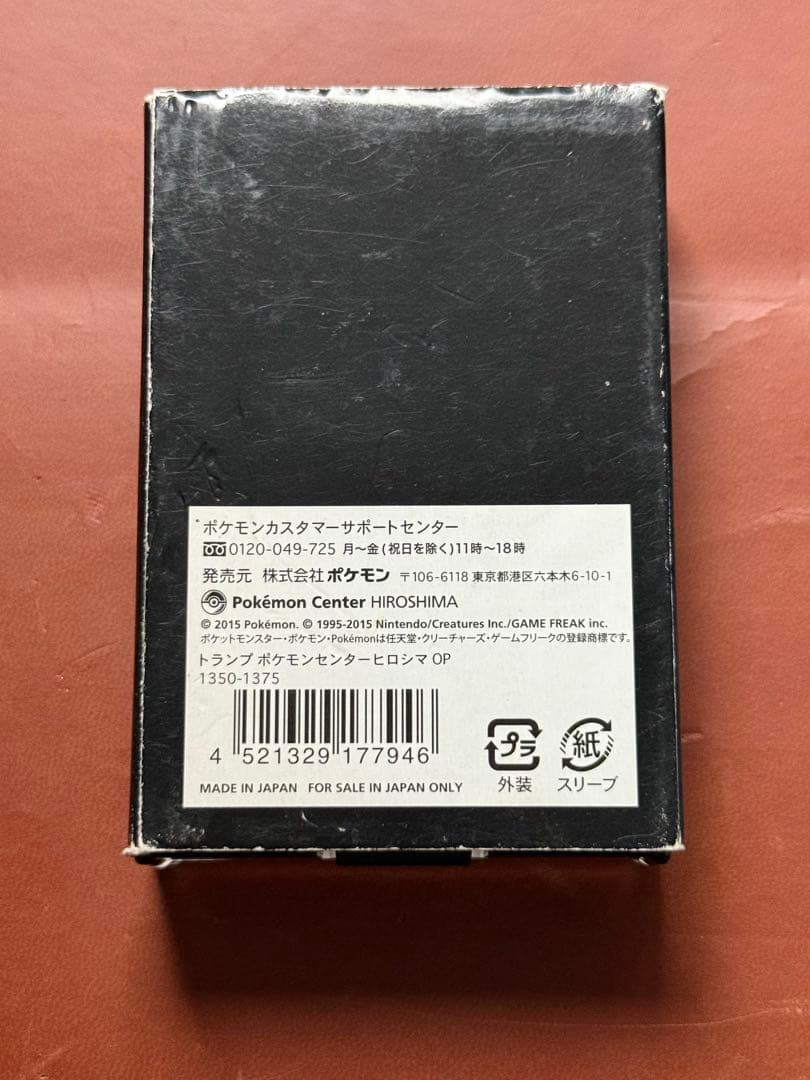 ポケモンカスタマーサポートセンター
0120-049-725 月〜金(祝日を除く)11時〜18時
発売元 株式会社ポケモン 〒106-6118 東京都港区六本木6-10-1
Pokémon Center HIROSHIMA
© 2015 Pokémon. © 1995-2015 Nintendo/Creatures Inc./GAME FREAK inc.
ポケットモンスター・ポケモン・Pokémonは任天堂・クリーチャーズ・ゲームフリークの登録商標です。
トランプ ポケモンセンターヒロシマ OP
1350-1375
4 521329 177946
プラ 紙
外装 スリーブ
MADE IN JAPAN FOR SALE IN JAPAN ONLY